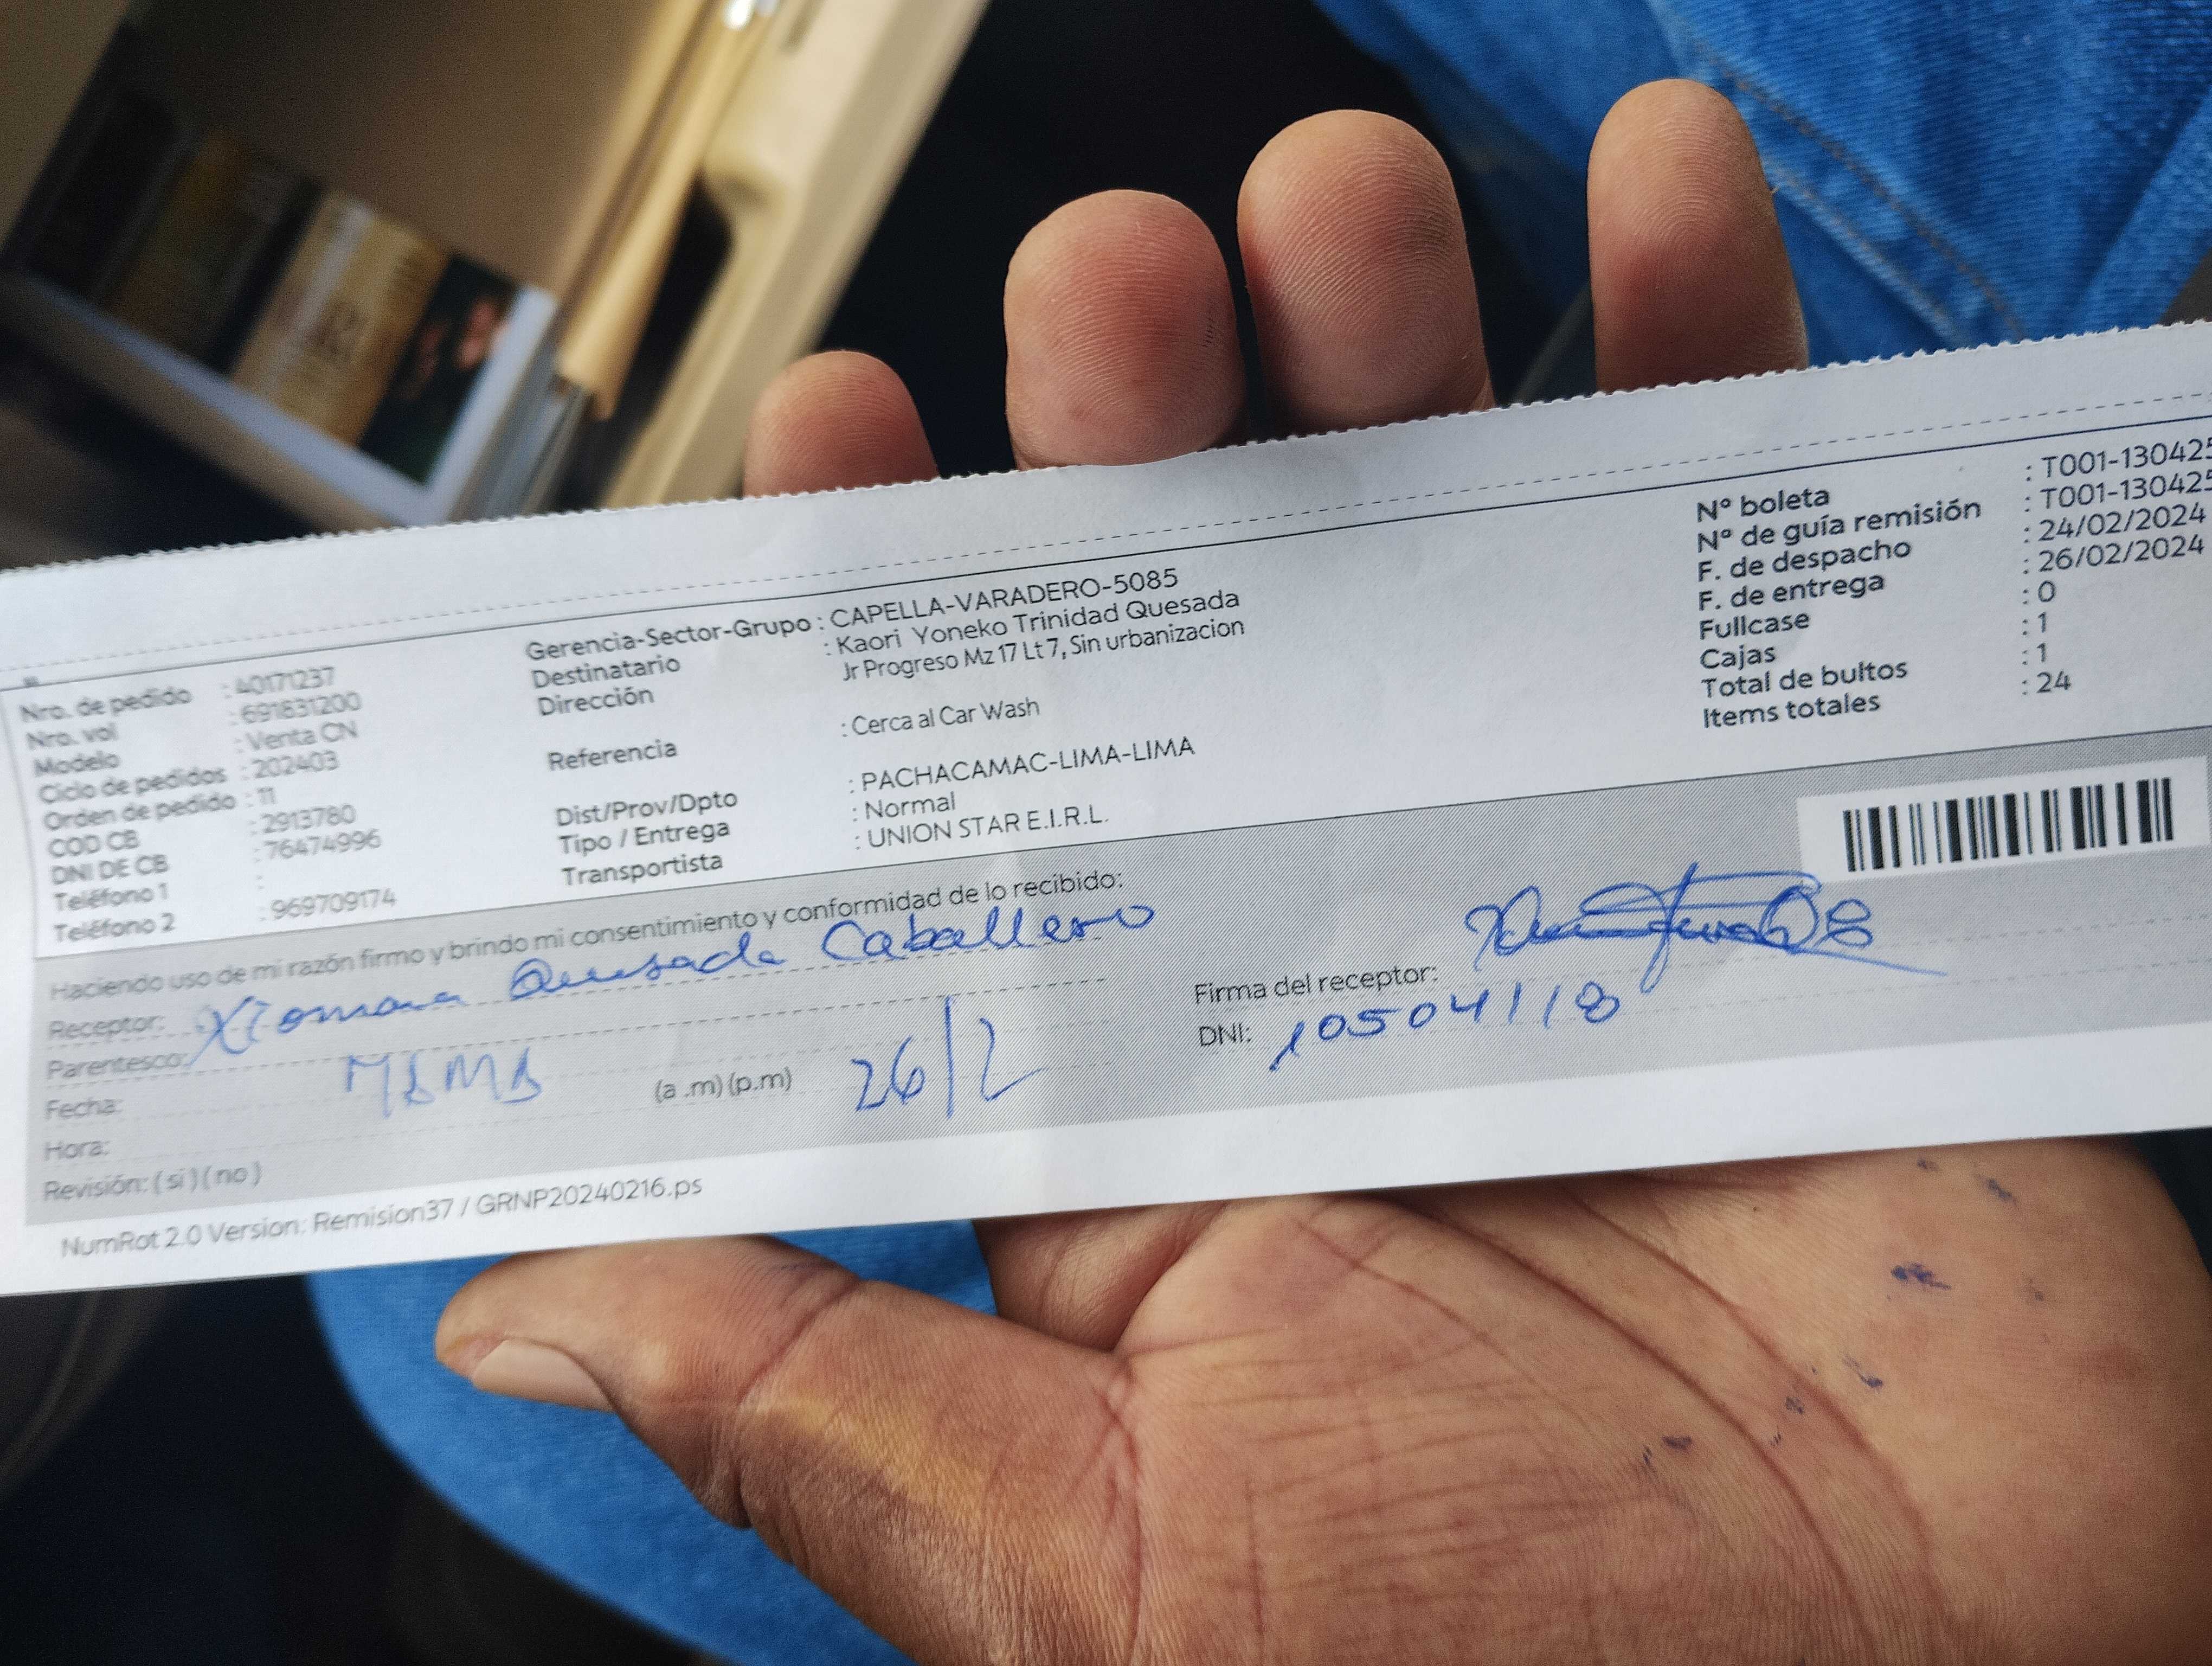 Nro. de pedido : 40171237
Nro. vol : 691831200
Modelo : Venta CN
Ciclo de pedidos : 202403
Orden de pedido : 11
COD CB : 2913780
DNI DE CB : 76474996
Teléfono 1 :
Teléfono 2 : 969709174
Gerencia-Sector-Grupo : CAPELLA-VARADERO-5085
Destinatario : Kaori Yoneko Trinidad Quesada
Dirección Jr Progreso Mz 17 Lt 7, Sin urbanizacion
Referencia : Cerca al Car Wash
Dist/Prov/Dpto : PACHACAMAC-LIMA-LIMA
Tipo / Entrega : Normal
Transportista : UNION STAR E.I.R.L.
N° boleta : T001-130425
N° de guía remisión : T001-130425
F. de despacho : 24/02/2024
F. de entrega : 26/02/2024
Fullcase : 0
Cajas : 1
Total de bultos : 1
Items totales : 24
Haciendo uso de mi razón firmo y brindo mi consentimiento y conformidad de lo recibido:
Receptor: Xiomara Quesada Caballero
Parentesco:
Fecha: (a .m) (p.m) 26/2
Hora:
Revisión: ( si ) ( no )
Firma del receptor:
DNI: 10504118
NumRot 2.0 Version: Remision37 / GRNP20240216.ps